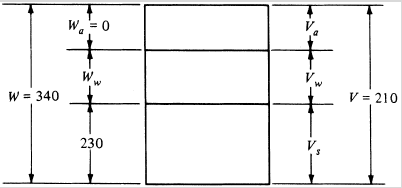 W_a = 0
V_a
W = 340
W_w
V_w
V = 210
230
V_s